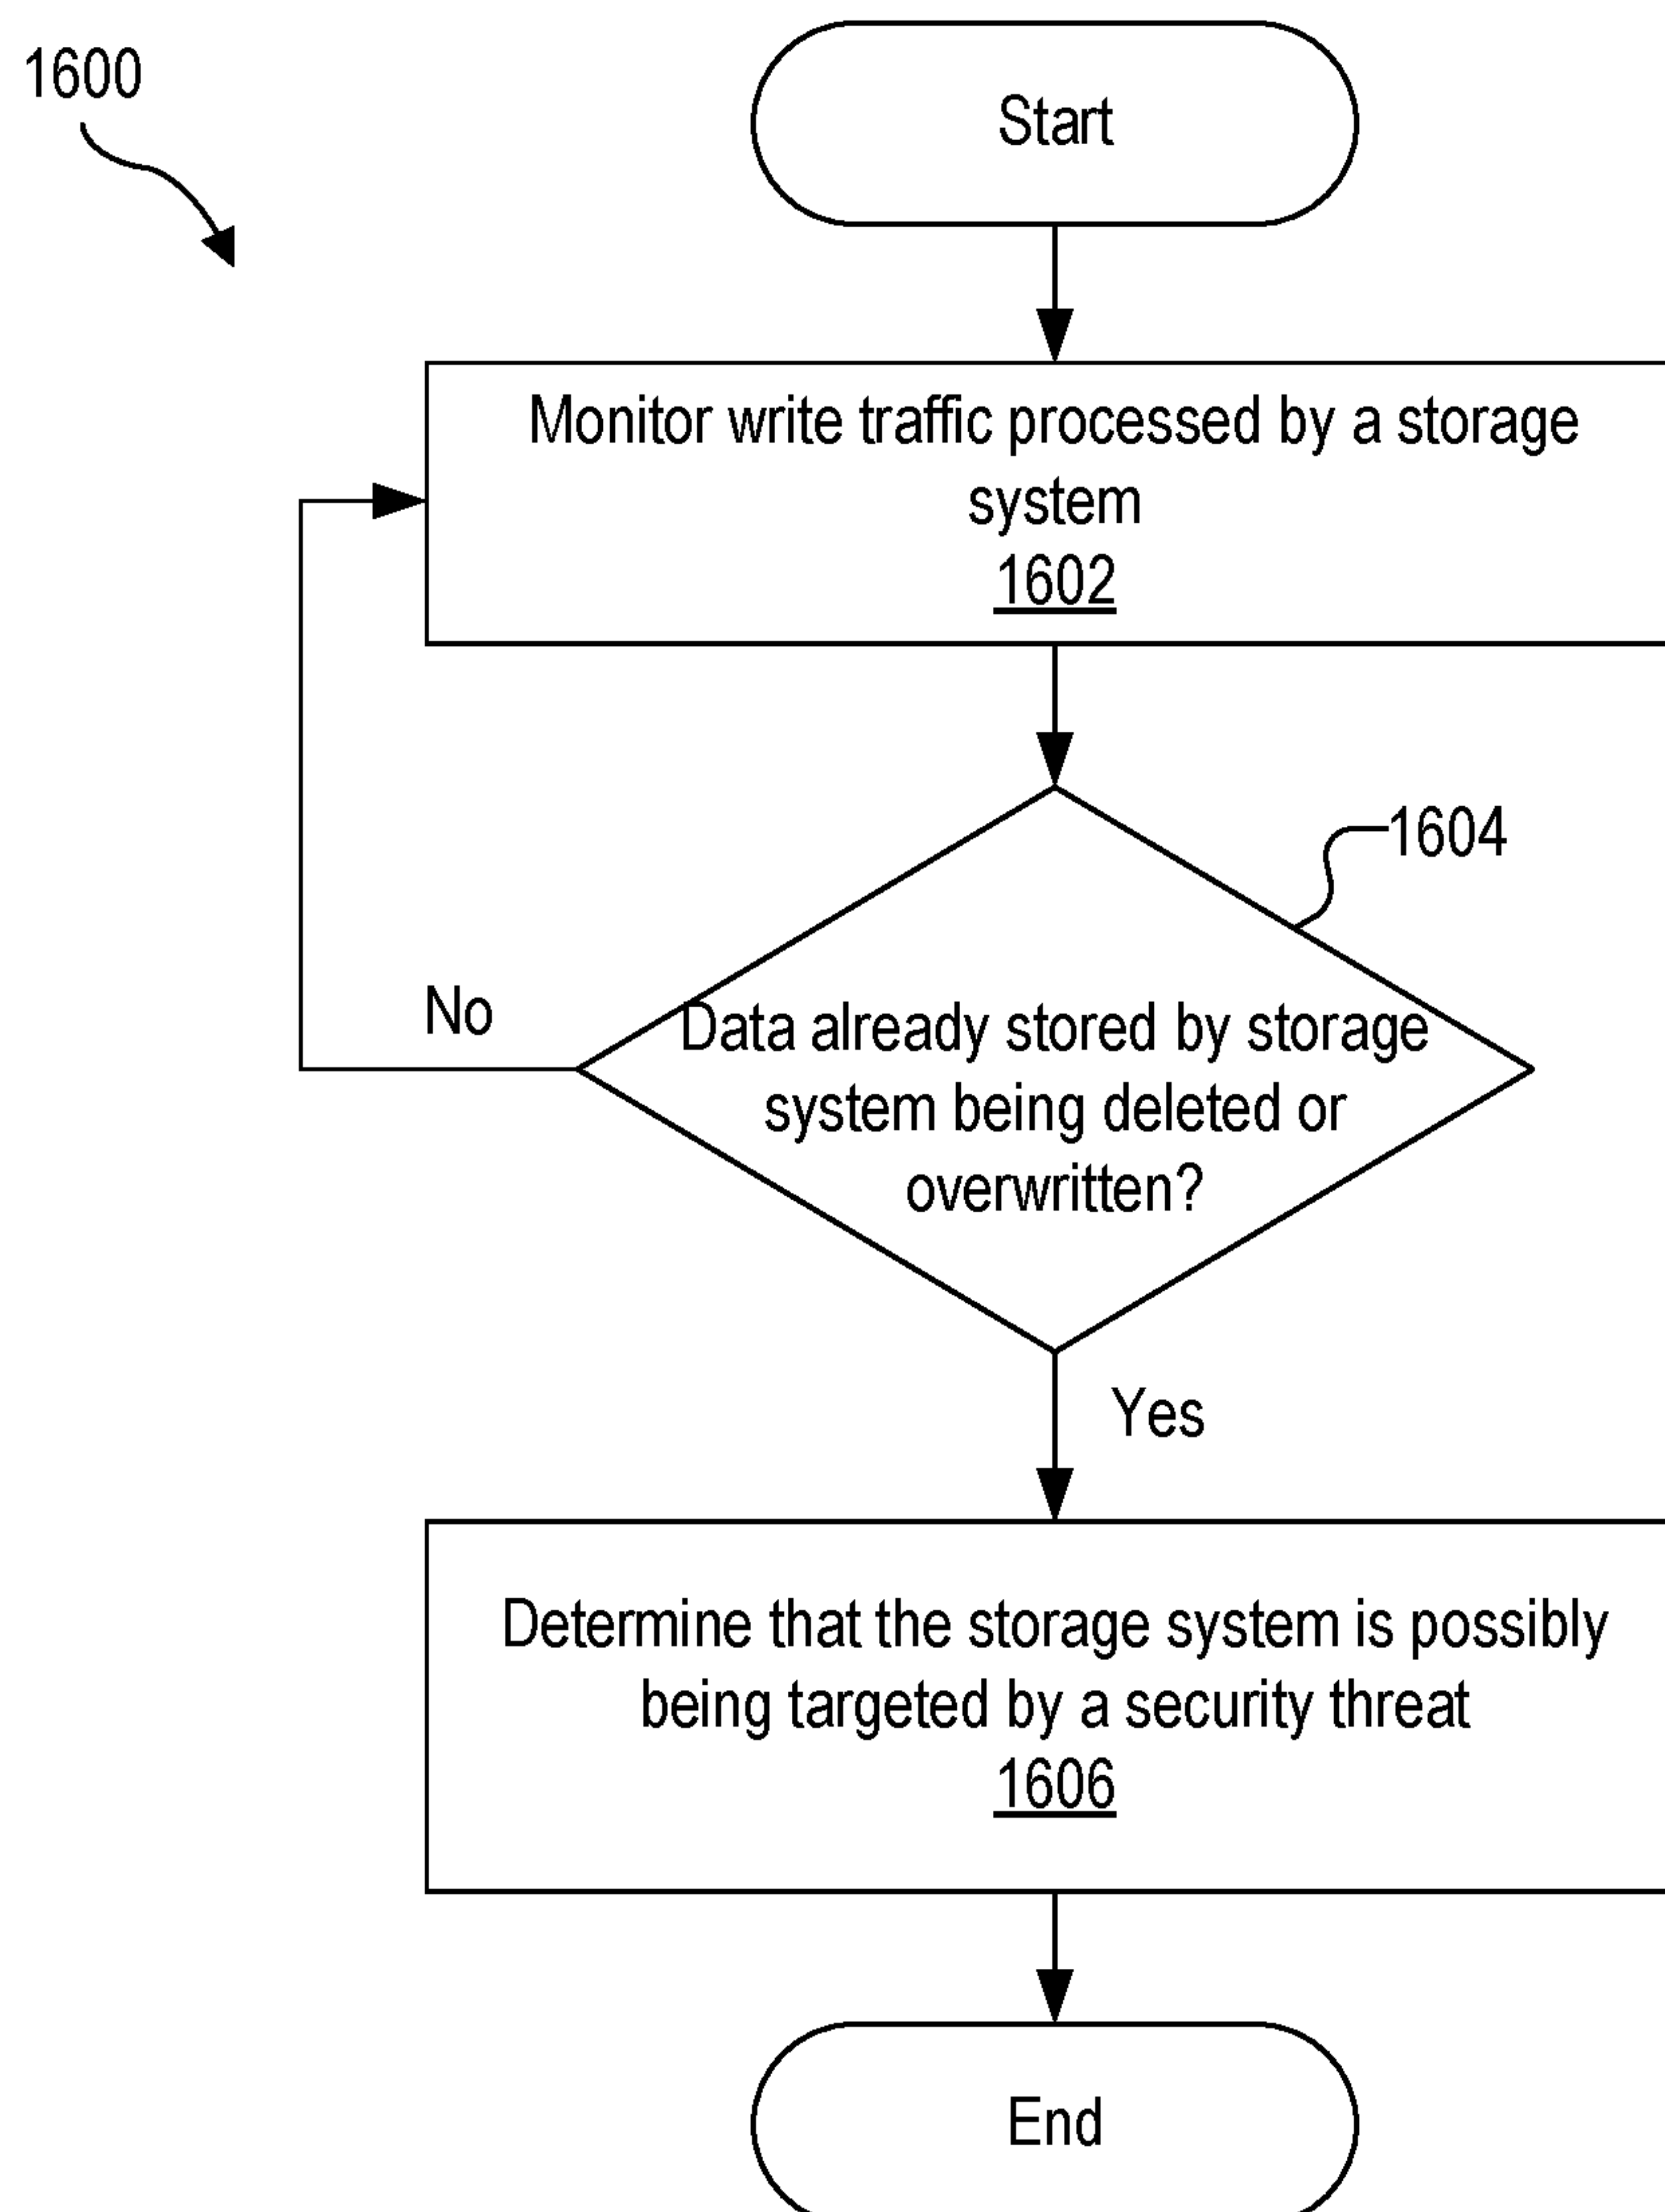 1600
Start
Monitor write traffic processed by a storage
system
1602
1604
No
Data already stored by storage
system being deleted or
overwritten?
Yes
Determine that the storage system is possibly
being targeted by a security threat
1606
End